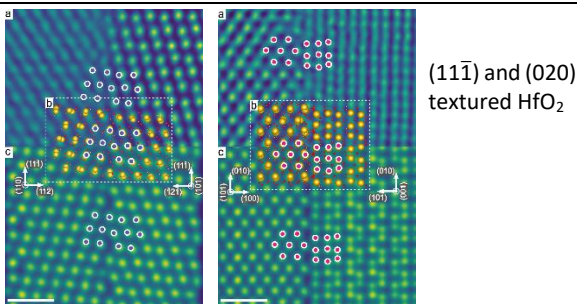 a
b
c
(111)
(110)
(112)
(111)
(121)
(101)
a
b
c
(010)
(101)
(100)
(010)
(101)
(001)
(111̄) and (020)
textured HfO₂